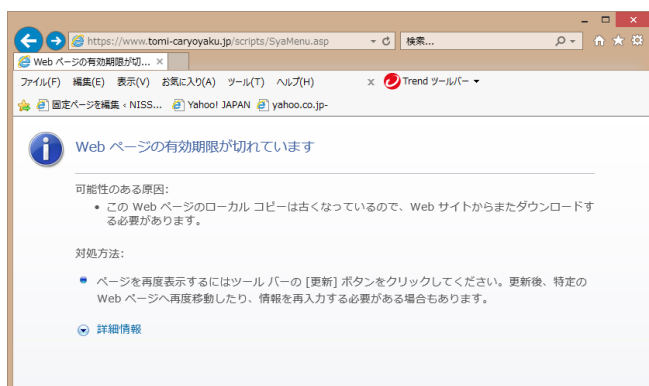 https://www.tomi-caryoyaku.jp/scripts/SyaMenu.asp
検索...
Web ページの有効期限が切... ×
ファイル(F) 編集(E) 表示(V) お気に入り(A) ツール(T) ヘルプ(H) x Trend ツールバー
固定ページを編集 ‹ NISS... Yahoo! JAPAN yahoo.co.jp-
Web ページの有効期限が切れています
可能性のある原因:
• この Web ページのローカル コピーは古くなっているので、Web サイトからまたダウンロードす
る必要があります。
対処方法:
ページを再度表示するにはツール バーの [更新] ボタンをクリックしてください。更新後、特定の
Web ページへ再度移動したり、情報を再入力する必要がある場合もあります。
詳細情報